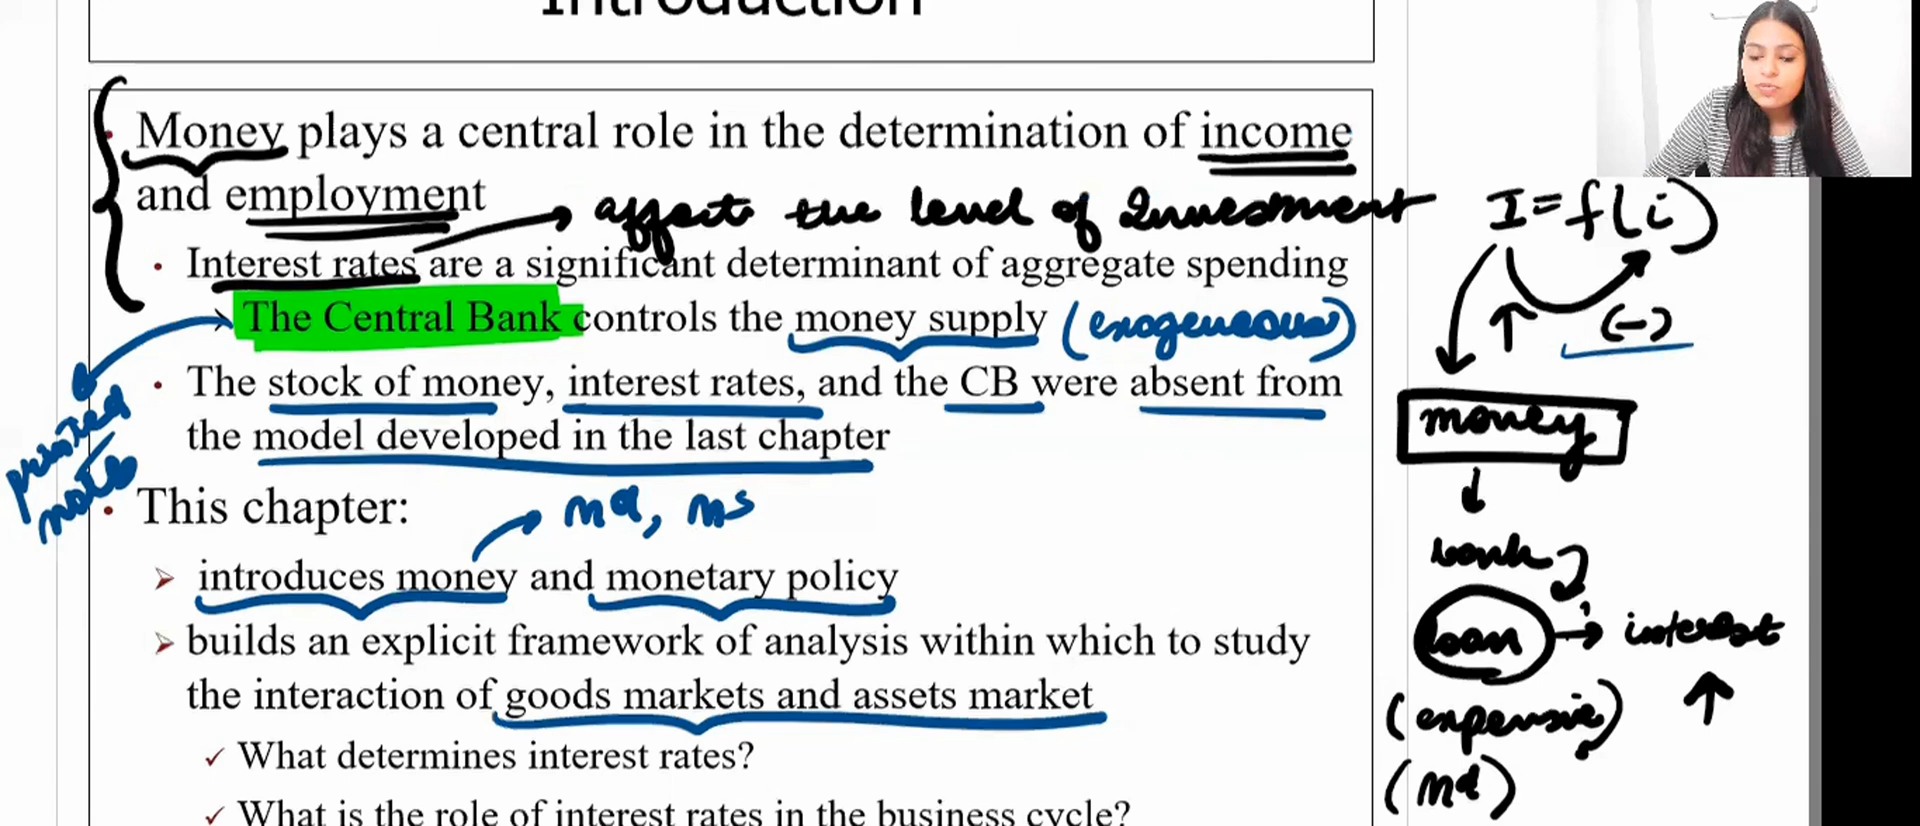 Introduction
• Money plays a central role in the determination of income
and employment
affects the level of Investment
I = f(i)
• Interest rates are a significant determinant of aggregate spending
The Central Bank controls the money supply (exogeneous)
↑ (-)
• The stock of money, interest rates, and the CB were absent from
the model developed in the last chapter
printed
notes
money
• This chapter:
md, ms
➢ introduces money and monetary policy
bank
➢ builds an explicit framework of analysis within which to study
the interaction of goods markets and assets market
loan → interest
↑
(expensive)
✓ What determines interest rates?
(md)
✓ What is the role of interest rates in the business cycle?